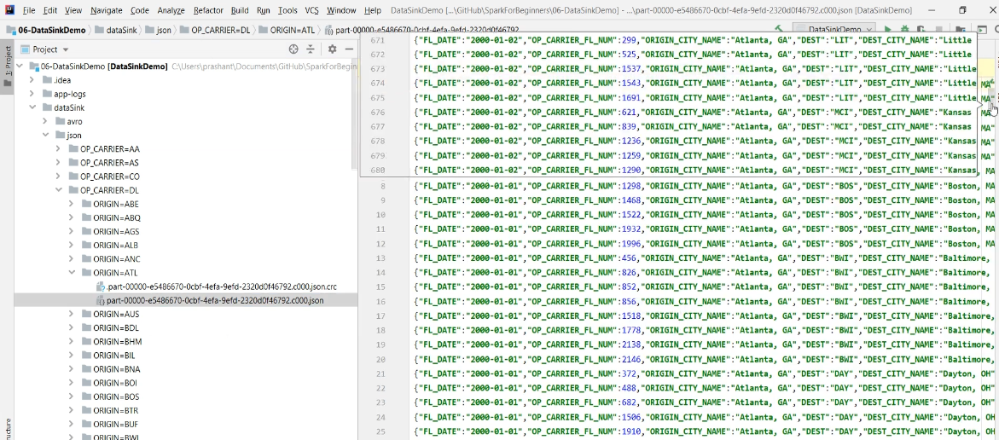 File Edit View Navigate Code Analyze Refactor Build Run Tools VCS Window Help DataSinkDemo [...\GitHub\SparkForBeginners\06-DataSinkDemo] - ...\part-00000-e5486670-0cbf-4efa-9efd-2320d0f46792.c000.json [DataSinkDemo]
06-DataSinkDemo dataSink json OP_CARRIER=DL ORIGIN=ATL part-00000-e5486670-0cbf-4efa-9efd-2320d0f46792 DataSinkDemo
1: Project
Project
06-DataSinkDemo [DataSinkDemo] C:\Users\prashant\Documents\GitHub\SparkForBegin
.idea
app-logs
dataSink
avro
json
OP_CARRIER=AA
OP_CARRIER=AS
OP_CARRIER=CO
OP_CARRIER=DL
ORIGIN=ABE
ORIGIN=ABQ
ORIGIN=AGS
ORIGIN=ALB
ORIGIN=ANC
ORIGIN=ATL
.part-00000-e5486670-0cbf-4efa-9efd-2320d0f46792.c000.json.crc
part-00000-e5486670-0cbf-4efa-9efd-2320d0f46792.c000.json
ORIGIN=AUS
ORIGIN=BDL
ORIGIN=BHM
ORIGIN=BIL
ORIGIN=BNA
ORIGIN=BOI
ORIGIN=BOS
ORIGIN=BTR
ORIGIN=BUF
ORIGIN=BWI
ructure
671 {"FL_DATE":"2000-01-02","OP_CARRIER_FL_NUM":299,"ORIGIN_CITY_NAME":"Atlanta, GA","DEST":"LIT","DEST_CITY_NAME":"Little
672 {"FL_DATE":"2000-01-02","OP_CARRIER_FL_NUM":525,"ORIGIN_CITY_NAME":"Atlanta, GA","DEST":"LIT","DEST_CITY_NAME":"Little
673 {"FL_DATE":"2000-01-02","OP_CARRIER_FL_NUM":1537,"ORIGIN_CITY_NAME":"Atlanta, GA","DEST":"LIT","DEST_CITY_NAME":"Little
674 {"FL_DATE":"2000-01-02","OP_CARRIER_FL_NUM":1543,"ORIGIN_CITY_NAME":"Atlanta, GA","DEST":"LIT","DEST_CITY_NAME":"Little MA"
675 {"FL_DATE":"2000-01-02","OP_CARRIER_FL_NUM":1691,"ORIGIN_CITY_NAME":"Atlanta, GA","DEST":"LIT","DEST_CITY_NAME":"Little MA"
676 {"FL_DATE":"2000-01-02","OP_CARRIER_FL_NUM":621,"ORIGIN_CITY_NAME":"Atlanta, GA","DEST":"MCI","DEST_CITY_NAME":"Kansas MA"
677 {"FL_DATE":"2000-01-02","OP_CARRIER_FL_NUM":839,"ORIGIN_CITY_NAME":"Atlanta, GA","DEST":"MCI","DEST_CITY_NAME":"Kansas MA"
678 {"FL_DATE":"2000-01-02","OP_CARRIER_FL_NUM":1236,"ORIGIN_CITY_NAME":"Atlanta, GA","DEST":"MCI","DEST_CITY_NAME":"Kansas MA"
679 {"FL_DATE":"2000-01-02","OP_CARRIER_FL_NUM":1259,"ORIGIN_CITY_NAME":"Atlanta, GA","DEST":"MCI","DEST_CITY_NAME":"Kansas MA"
680 {"FL_DATE":"2000-01-02","OP_CARRIER_FL_NUM":1290,"ORIGIN_CITY_NAME":"Atlanta, GA","DEST":"MCI","DEST_CITY_NAME":"Kansas, MA
8 {"FL_DATE":"2000-01-01","OP_CARRIER_FL_NUM":1298,"ORIGIN_CITY_NAME":"Atlanta, GA","DEST":"BOS","DEST_CITY_NAME":"Boston, MA
9 {"FL_DATE":"2000-01-01","OP_CARRIER_FL_NUM":1468,"ORIGIN_CITY_NAME":"Atlanta, GA","DEST":"BOS","DEST_CITY_NAME":"Boston, MA
10 {"FL_DATE":"2000-01-01","OP_CARRIER_FL_NUM":1522,"ORIGIN_CITY_NAME":"Atlanta, GA","DEST":"BOS","DEST_CITY_NAME":"Boston, MA
11 {"FL_DATE":"2000-01-01","OP_CARRIER_FL_NUM":1932,"ORIGIN_CITY_NAME":"Atlanta, GA","DEST":"BOS","DEST_CITY_NAME":"Boston, MA
12 {"FL_DATE":"2000-01-01","OP_CARRIER_FL_NUM":1996,"ORIGIN_CITY_NAME":"Atlanta, GA","DEST":"BOS","DEST_CITY_NAME":"Boston, MA
13 {"FL_DATE":"2000-01-01","OP_CARRIER_FL_NUM":456,"ORIGIN_CITY_NAME":"Atlanta, GA","DEST":"BWI","DEST_CITY_NAME":"Baltimore,
14 {"FL_DATE":"2000-01-01","OP_CARRIER_FL_NUM":826,"ORIGIN_CITY_NAME":"Atlanta, GA","DEST":"BWI","DEST_CITY_NAME":"Baltimore,
15 {"FL_DATE":"2000-01-01","OP_CARRIER_FL_NUM":852,"ORIGIN_CITY_NAME":"Atlanta, GA","DEST":"BWI","DEST_CITY_NAME":"Baltimore,
16 {"FL_DATE":"2000-01-01","OP_CARRIER_FL_NUM":856,"ORIGIN_CITY_NAME":"Atlanta, GA","DEST":"BWI","DEST_CITY_NAME":"Baltimore,
17 {"FL_DATE":"2000-01-01","OP_CARRIER_FL_NUM":1518,"ORIGIN_CITY_NAME":"Atlanta, GA","DEST":"BWI","DEST_CITY_NAME":"Baltimore,
18 {"FL_DATE":"2000-01-01","OP_CARRIER_FL_NUM":1778,"ORIGIN_CITY_NAME":"Atlanta, GA","DEST":"BWI","DEST_CITY_NAME":"Baltimore,
19 {"FL_DATE":"2000-01-01","OP_CARRIER_FL_NUM":2138,"ORIGIN_CITY_NAME":"Atlanta, GA","DEST":"BWI","DEST_CITY_NAME":"Baltimore,
20 {"FL_DATE":"2000-01-01","OP_CARRIER_FL_NUM":2146,"ORIGIN_CITY_NAME":"Atlanta, GA","DEST":"BWI","DEST_CITY_NAME":"Baltimore,
21 {"FL_DATE":"2000-01-01","OP_CARRIER_FL_NUM":372,"ORIGIN_CITY_NAME":"Atlanta, GA","DEST":"DAY","DEST_CITY_NAME":"Dayton, OH"
22 {"FL_DATE":"2000-01-01","OP_CARRIER_FL_NUM":488,"ORIGIN_CITY_NAME":"Atlanta, GA","DEST":"DAY","DEST_CITY_NAME":"Dayton, OH"
23 {"FL_DATE":"2000-01-01","OP_CARRIER_FL_NUM":682,"ORIGIN_CITY_NAME":"Atlanta, GA","DEST":"DAY","DEST_CITY_NAME":"Dayton, OH"
24 {"FL_DATE":"2000-01-01","OP_CARRIER_FL_NUM":1506,"ORIGIN_CITY_NAME":"Atlanta, GA","DEST":"DAY","DEST_CITY_NAME":"Dayton, OH
25 {"FL_DATE":"2000-01-01","OP_CARRIER_FL_NUM":1910,"ORIGIN_CITY_NAME":"Atlanta, GA","DEST":"DAY","DEST_CITY_NAME":"Dayton, OH